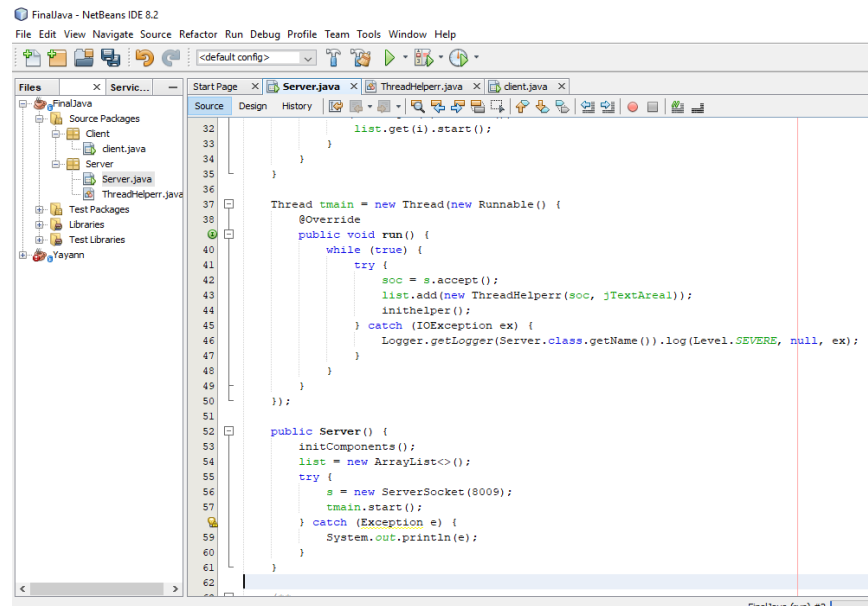 FinalJava - NetBeans IDE 8.2
File Edit View Navigate Source Refactor Run Debug Profile Team Tools Window Help
<default config>
Files × Servic... –
Start Page × Server.java × ThreadHelperr.java × client.java ×
Source Design History
FinalJava
Source Packages
Client
client.java
Server
Server.java
ThreadHelperr.java
Test Packages
Libraries
Test Libraries
Yayann
32 list.get(i).start();
33 }
34 }
35 }
36
37 Thread tmain = new Thread(new Runnable() {
38 @Override
public void run() {
40 while (true) {
41 try {
42 soc = s.accept();
43 list.add(new ThreadHelperr(soc, jTextArea1));
44 inithelper();
45 } catch (IOException ex) {
46 Logger.getLogger(Server.class.getName()).log(Level.SEVERE, null, ex);
47 }
48 }
49 }
50 });
51
52 public Server() {
53 initComponents();
54 list = new ArrayList<>();
55 try {
56 s = new ServerSocket(8009);
57 tmain.start();
} catch (Exception e) {
59 System.out.println(e);
60 }
61 }
62